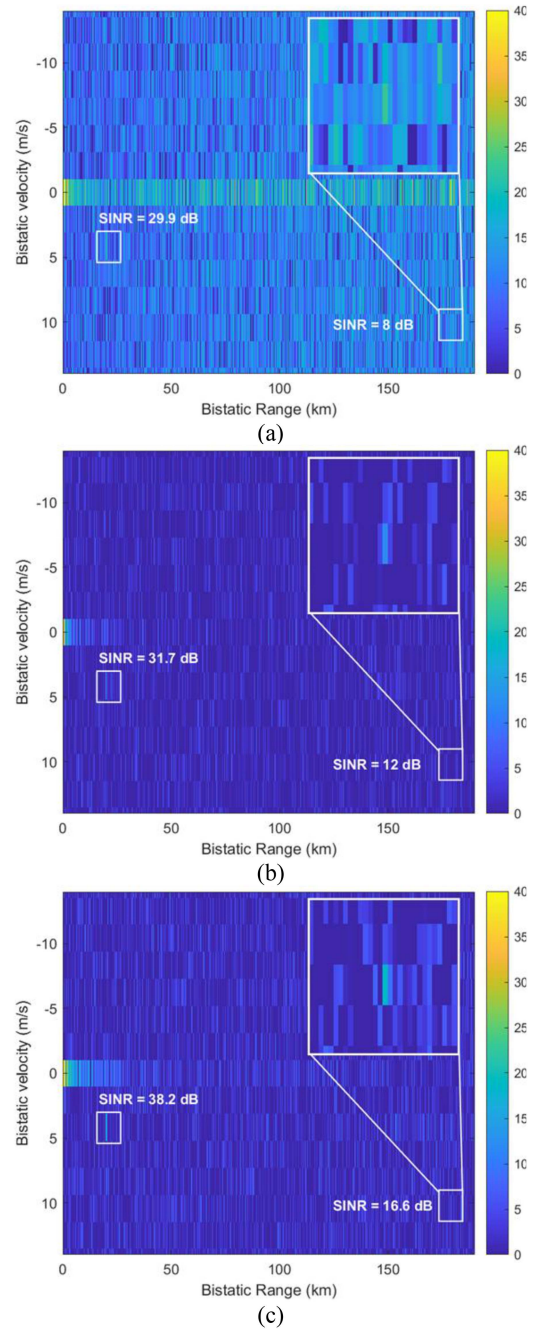 40
35
30
25
20
15
10
5
0
-10
-5
0
5
10
Bistatic velocity (m/s)
SINR = 29.9 dB
SINR = 8 dB
0 50 100 150
Bistatic Range (km)
(a)
40
35
30
25
20
15
10
5
0
-10
-5
0
5
10
Bistatic velocity (m/s)
SINR = 31.7 dB
SINR = 12 dB
0 50 100 150
Bistatic Range (km)
(b)
40
35
30
25
20
15
10
5
0
-10
-5
0
5
10
Bistatic velocity (m/s)
SINR = 38.2 dB
SINR = 16.6 dB
0 50 100 150
Bistatic Range (km)
(c)